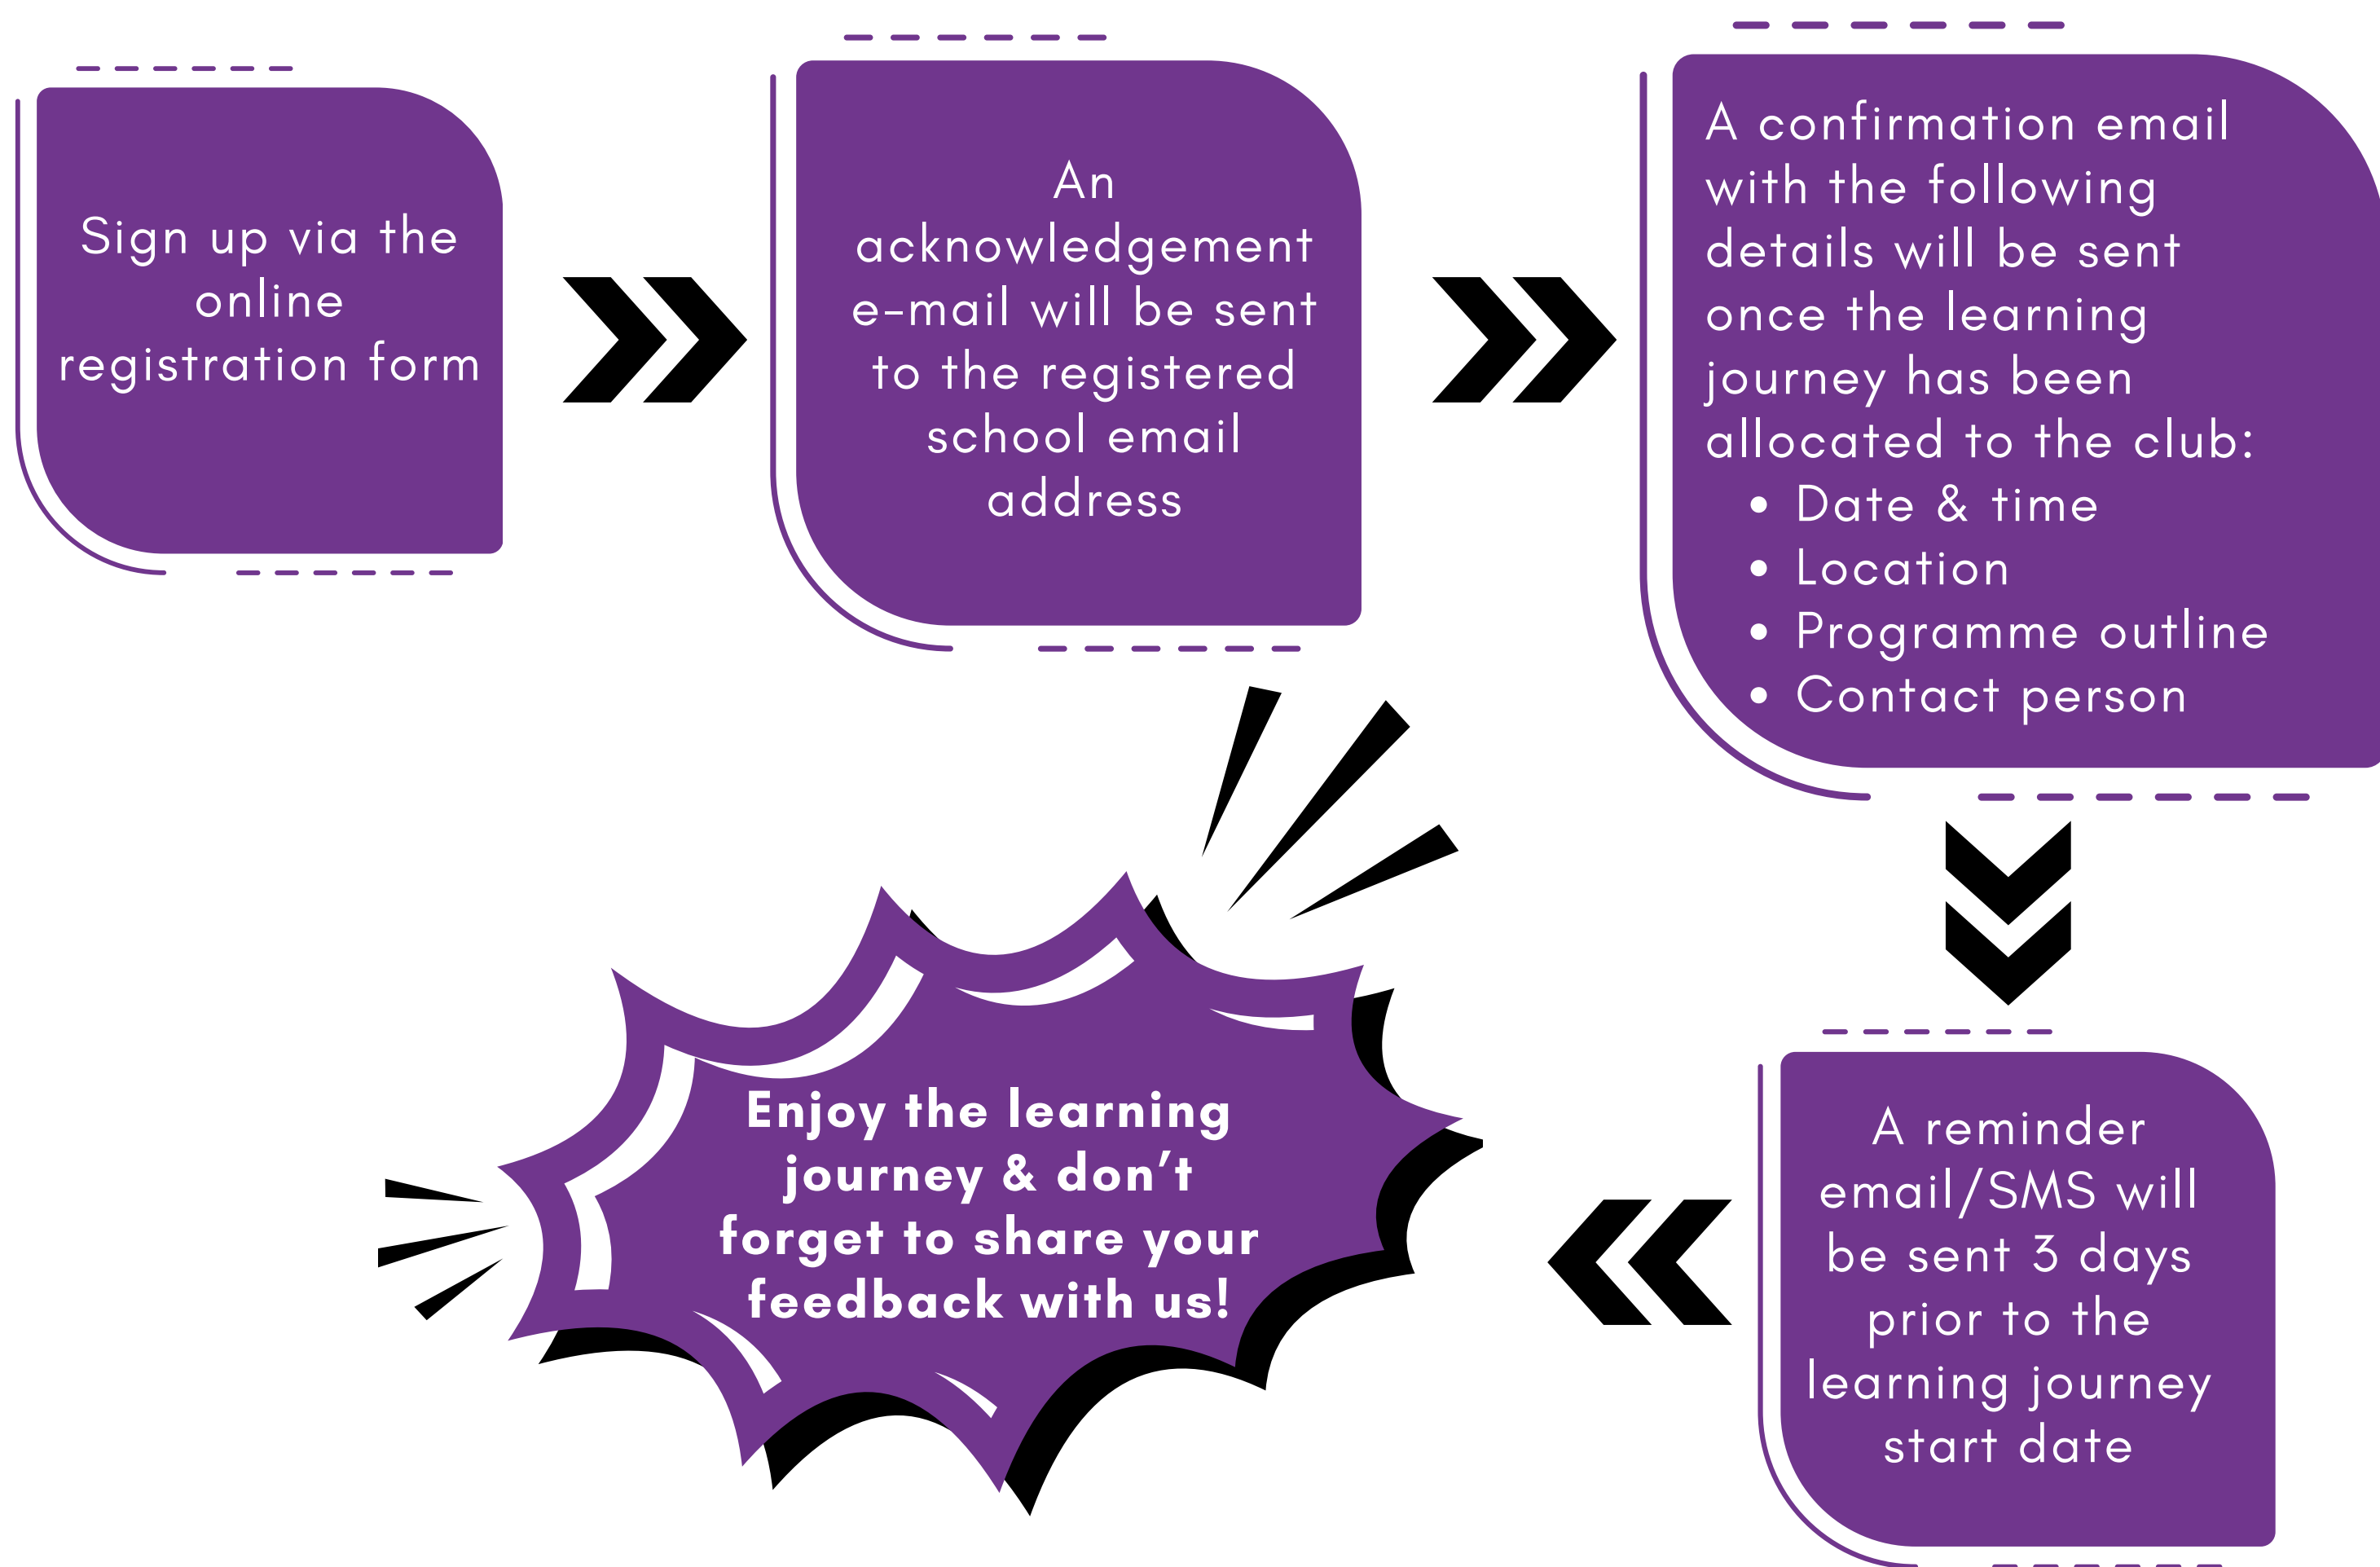 Sign up via the
online
registration form
An
acknowledgement
e-mail will be sent
to the registered
school email
address
A confirmation email
with the following
details will be sent
once the learning
journey has been
allocated to the club:
• Date & time
• Location
• Programme outline
• Contact person
A reminder
email/SMS will
be sent 3 days
prior to the
learning journey
start date
Enjoy the learning
journey & don’t
forget to share your
feedback with us!